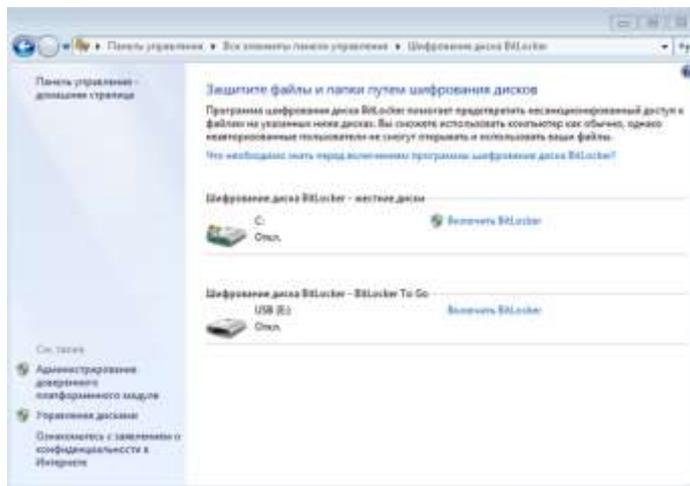 Панель управления ▸ Все элементы панели управления ▸ Шифрование диска BitLocker
Панель управления -
домашняя страница
Защитите файлы и папки путем шифрования дисков
Программа шифрования диска BitLocker помогает предотвратить несанкционированный доступ к
файлам на указанных ниже дисках. Вы сможете использовать компьютер как обычно, однако
неавторизованные пользователи не смогут открывать и использовать ваши файлы.
Что необходимо знать перед включением программы шифрование диска BitLocker?
Шифрование диска BitLocker - жесткие диски
C:
Откл.
Включить BitLocker
Шифрование диска BitLocker - BitLocker To Go
USB (E:)
Откл.
Включить BitLocker
См. также
Администрирование
доверенного
платформенного модуля
Управление дисками
Ознакомьтесь с заявлением о
конфиденциальности в
Интернете